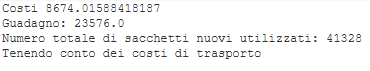 Costi 8674.01588418187
Guadagno: 23576.0
Numero totale di sacchetti nuovi utilizzati: 41328
Tenendo conto dei costi di trasporto